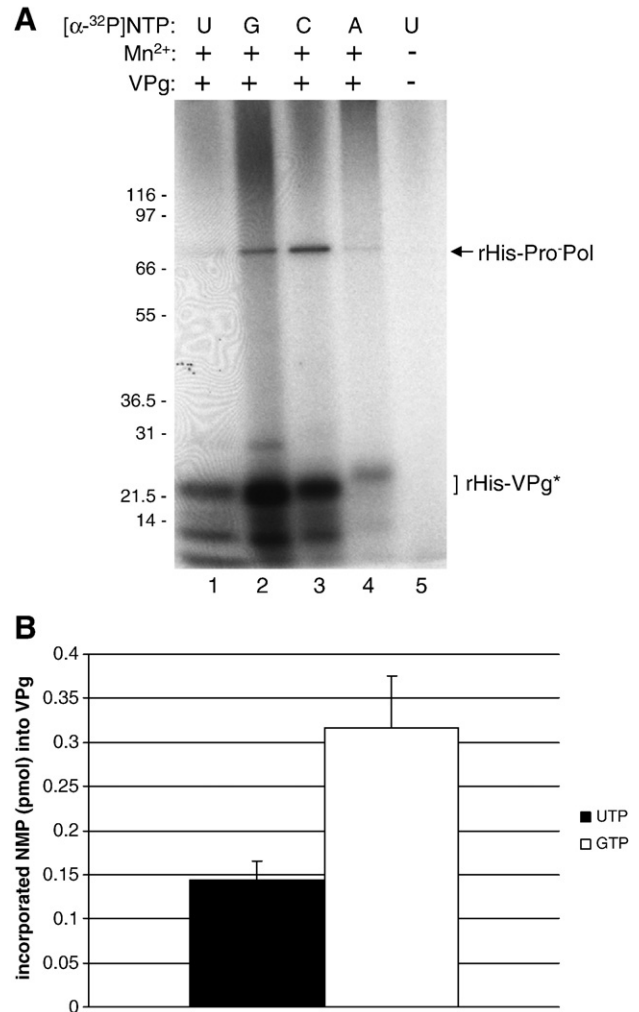 A
[α-³²P]NTP: U G C A U
Mn²⁺: + + + + -
VPg: + + + + -
116 -
97 -
rHis-Pro⁻Pol
66 -
55 -
36.5 -
31 -
] rHis-VPg*
21.5 -
14 -
1 2 3 4 5
B
incorporated NMP (pmol) into VPg
0.4
0.35
0.3
0.25
0.2
0.15
0.1
0.05
0
UTP
GTP